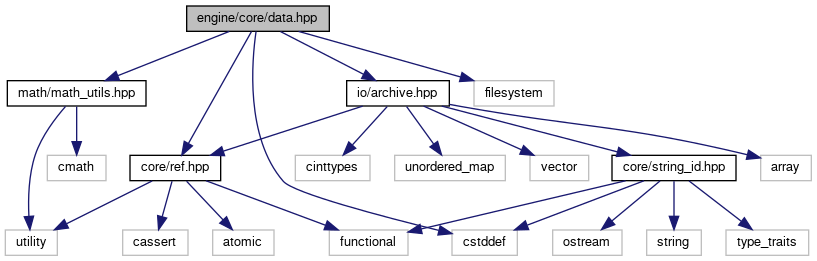 engine/core/data.hpp
math/math_utils.hpp
io/archive.hpp
filesystem
cmath
core/ref.hpp
cinttypes
unordered_map
vector
core/string_id.hpp
array
utility
cassert
atomic
functional
cstddef
ostream
string
type_traits